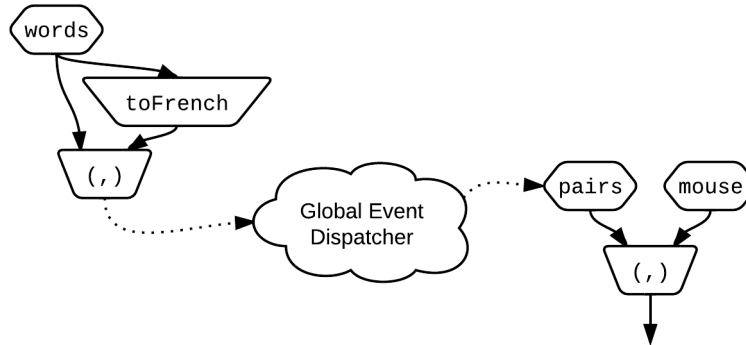 words
toFrench
(,)
Global Event
Dispatcher
pairs
mouse
(,)